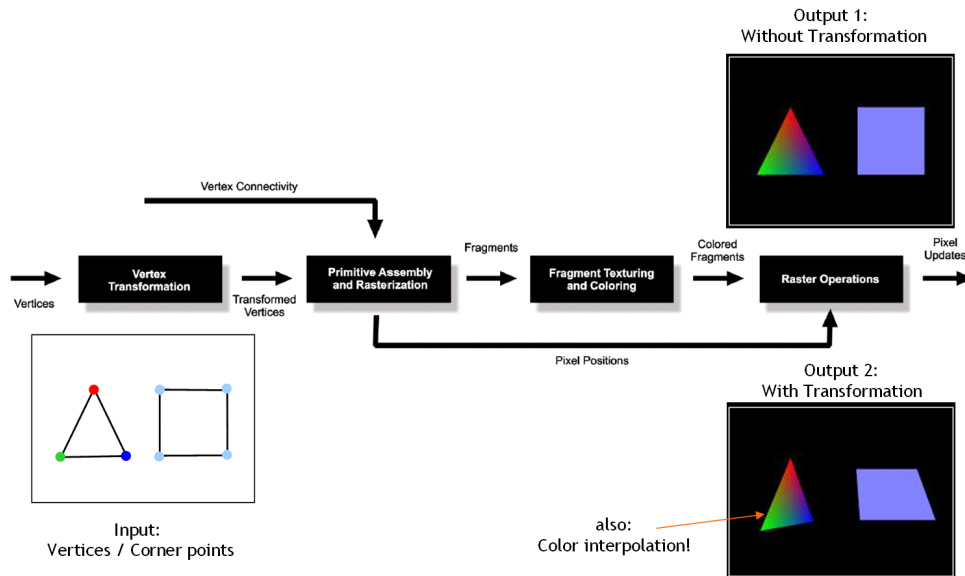 Output 1:
Without Transformation
Vertex Connectivity
Vertices
Vertex
Transformation
Transformed
Vertices
Primitive Assembly
and Rasterization
Fragments
Fragment Texturing
and Coloring
Colored
Fragments
Raster Operations
Pixel
Updates
Pixel Positions
Input:
Vertices / Corner points
Output 2:
With Transformation
also:
Color interpolation!